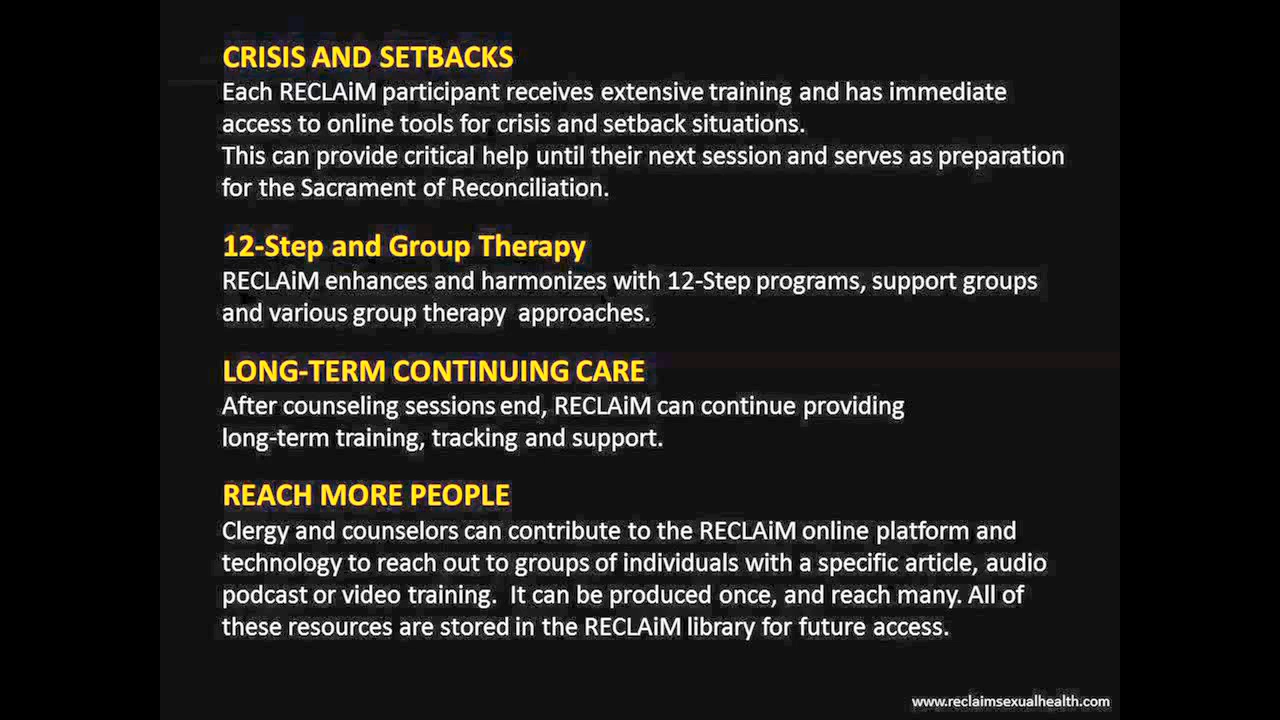 CRISIS AND SETBACKS
Each RECLAiM participant receives extensive training and has immediate
access to online tools for crisis and setback situations.
This can provide critical help until their next session and serves as preparation
for the Sacrament of Reconciliation.
12-Step and Group Therapy
RECLAiM enhances and harmonizes with 12-Step programs, support groups
and various group therapy approaches.
LONG-TERM CONTINUING CARE
After counseling sessions end, RECLAiM can continue providing
long-term training, tracking and support.
REACH MORE PEOPLE
Clergy and counselors can contribute to the RECLAiM online platform and
technology to reach out to groups of individuals with a specific article, audio
podcast or video training. It can be produced once, and reach many. All of
these resources are stored in the RECLAiM library for future access.
www.reclaimsexualhealth.com